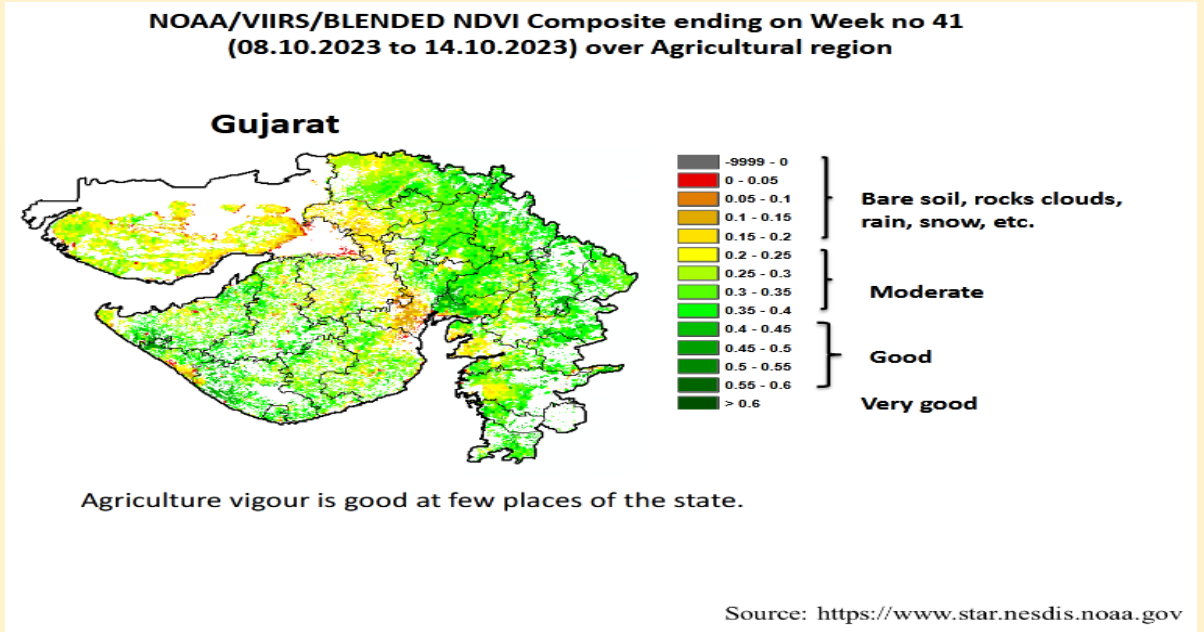 NOAA/VIIRS/BLENDED NDVI Composite ending on Week no 41
(08.10.2023 to 14.10.2023) over Agricultural region
Gujarat
-9999 - 0
0 - 0.05
0.05 - 0.1
0.1 - 0.15
0.15 - 0.2
0.2 - 0.25
0.25 - 0.3
0.3 - 0.35
0.35 - 0.4
0.4 - 0.45
0.45 - 0.5
0.5 - 0.55
0.55 - 0.6
> 0.6
Bare soil, rocks clouds,
rain, snow, etc.
Moderate
Good
Very good
Agriculture vigour is good at few places of the state.
Source: https://www.star.nesdis.noaa.gov